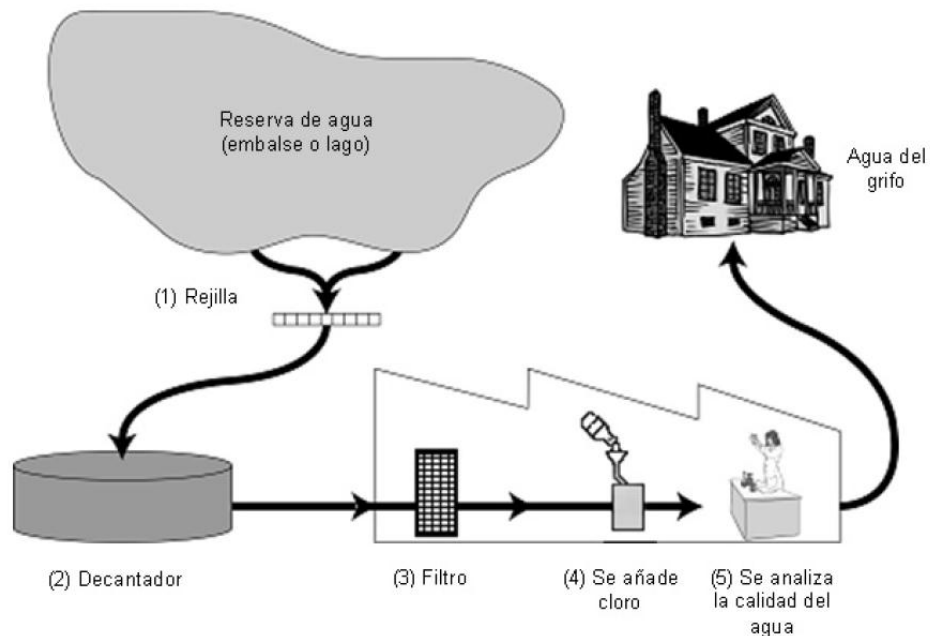 Reserva de agua
(embalse o lago)
Agua del
grifo
(1) Rejilla
(2) Decantador
(3) Filtro
(4) Se añade
cloro
(5) Se analiza
la calidad del
agua